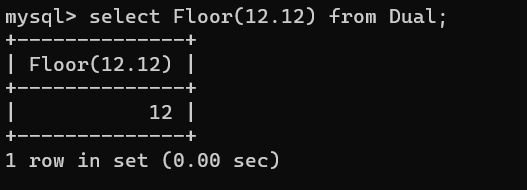 mysql> select Floor(12.12) from Dual;
+--------------+
| Floor(12.12) |
+--------------+
|           12 |
+--------------+
1 row in set (0.00 sec)